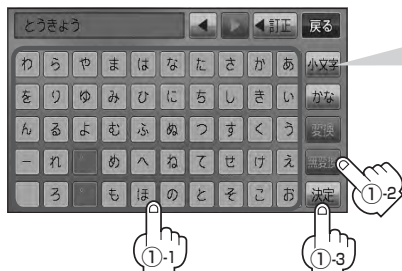 とうきよう ◀ ▶ ◀訂正 戻る
わ ら や ま は な た さ か あ 小文字
を り ゆ み ひ に ち し き い かな
ん る よ む ふ ぬ つ す く う 変換
ー れ め へ ね て せ け え
ろ も ほ の と そ こ お 決定
①-2
①-1 ①-3